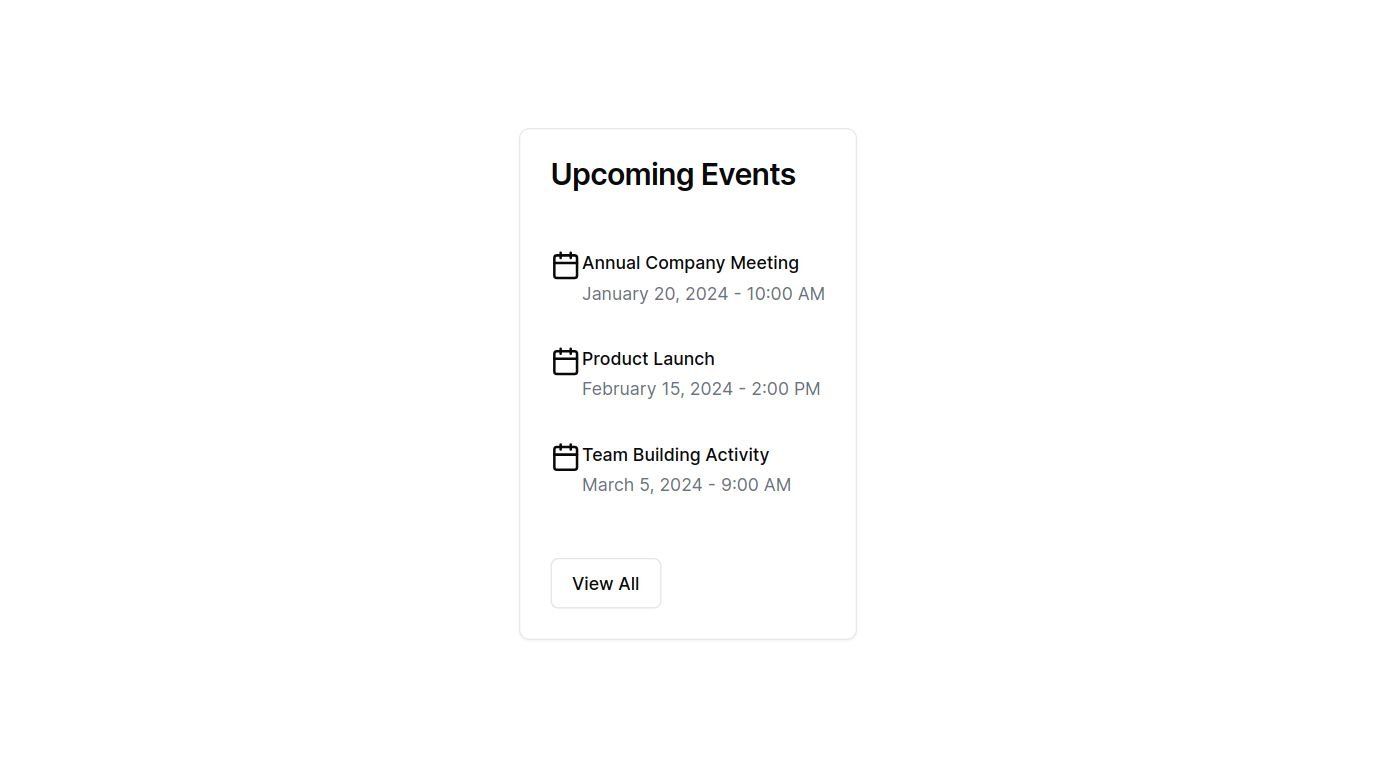 Upcoming Events
Annual Company Meeting
January 20, 2024 - 10:00 AM
Product Launch
February 15, 2024 - 2:00 PM
Team Building Activity
March 5, 2024 - 9:00 AM
View All